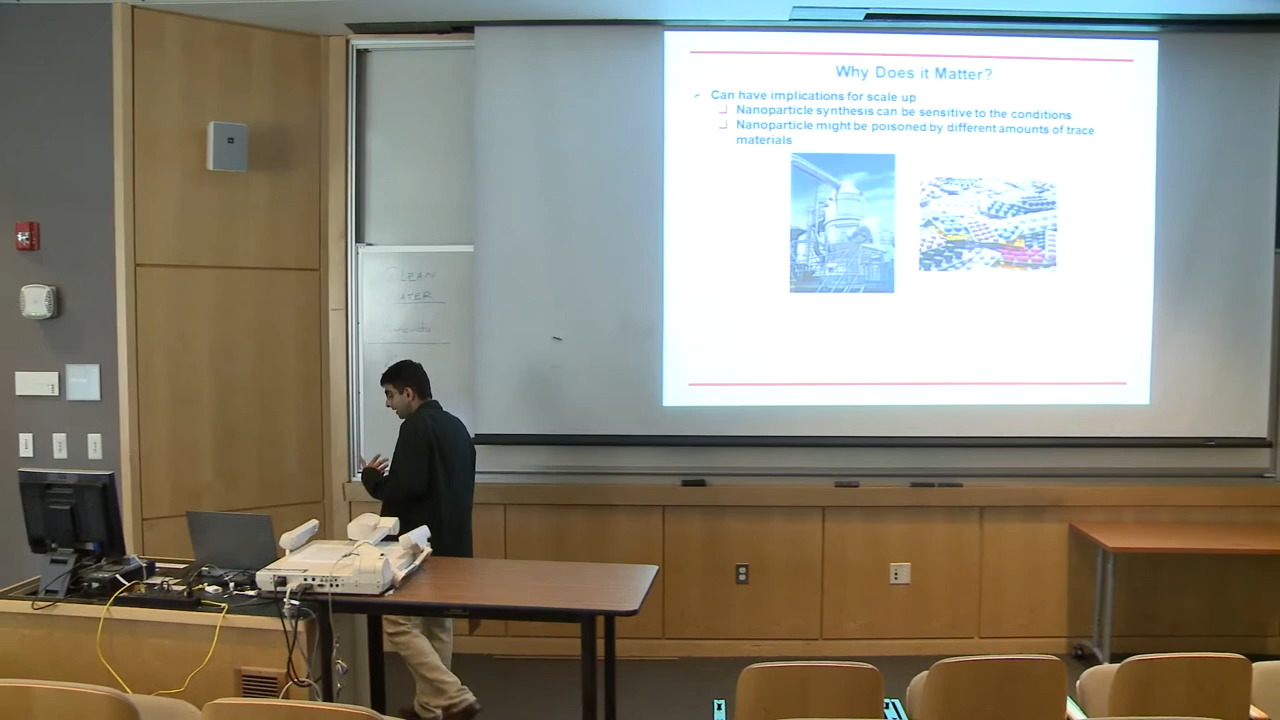 Why Does it Matter?
Can have implications for scale up
Nanoparticle synthesis can be sensitive to the conditions
Nanoparticle might be poisoned by different amounts of trace
materials
CLEAN